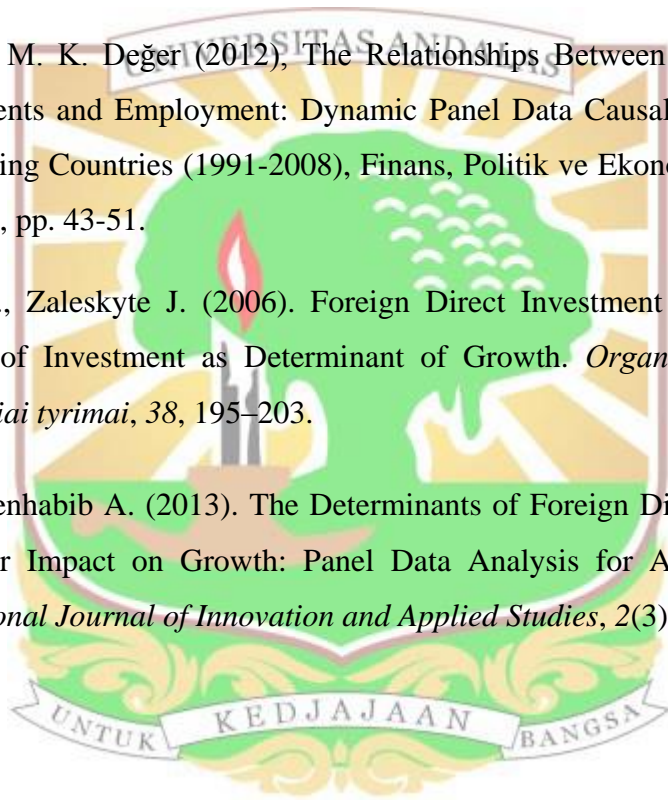 UNIVERSITAS ANDALAS
M. K. Değer (2012), The Relationships Between
ents and Employment: Dynamic Panel Data Causal
ing Countries (1991-2008), Finans, Politik ve Ekono
, pp. 43-51.
., Zaleskyte J. (2006). Foreign Direct Investment
of Investment as Determinant of Growth. Organ
iai tyrimai, 38, 195–203.
enhabib A. (2013). The Determinants of Foreign Di
r Impact on Growth: Panel Data Analysis for A
onal Journal of Innovation and Applied Studies, 2(3)
UNTUK KEDJAJAAN BANGSA